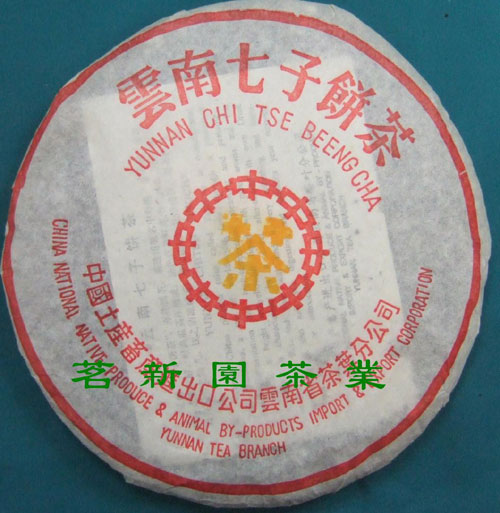 雲南七子餅茶
YUNNAN CHI TSE BEENG CHA
茶
中國土產畜產進出口公司雲南省茶葉分公司
茗新園茶業
CHINA NATIONAL NATIVE PRODUCE & ANIMAL BY-PRODUCTS IMPORT & EXPORT CORPORATION
YUNNAN TEA BRANCH